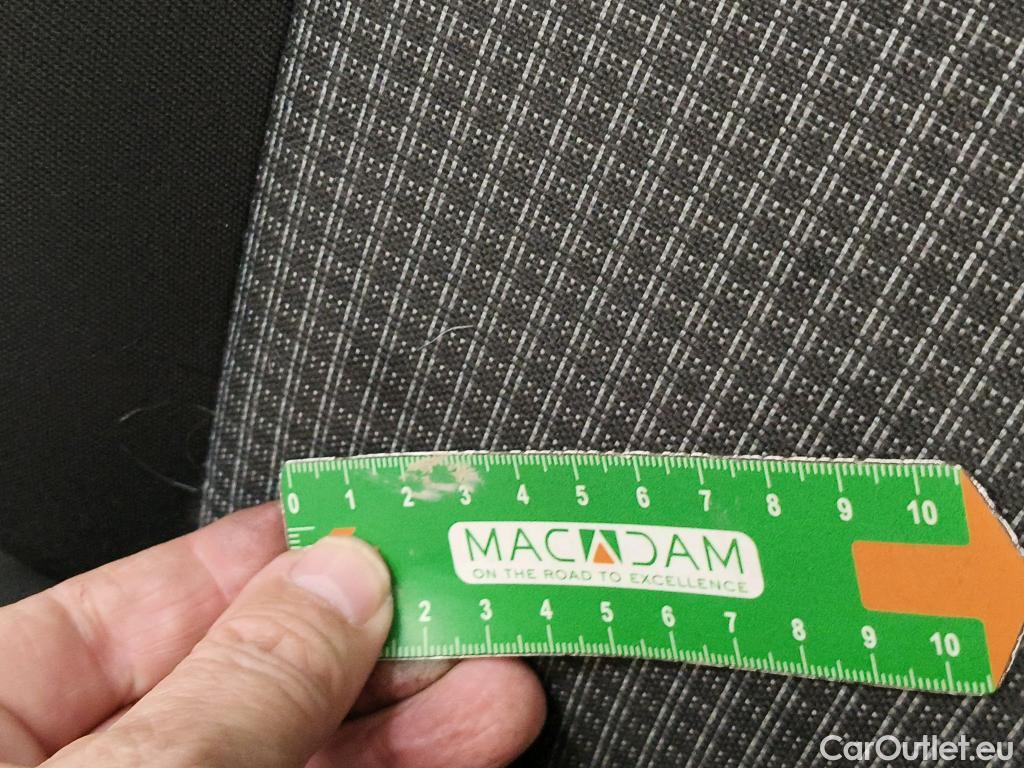 0 1 2 3 4 5 6 7 8 9 10
MACADAM
ON THE ROAD TO EXCELLENCE
2 3 4 5 6 7 8 9 10
CarOutlet.eu